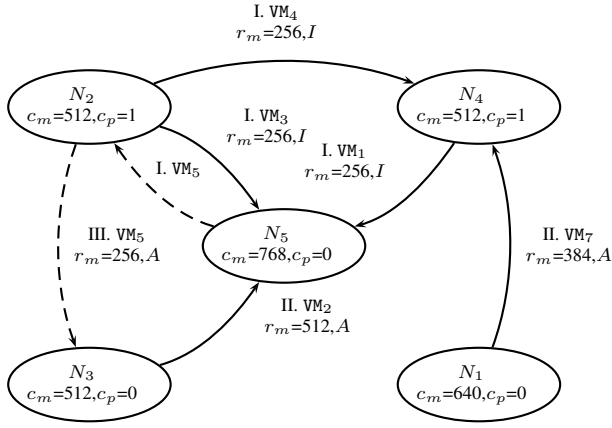 I. VM₄
rₘ=256,I
N₂
cₘ=512,cₚ=1
N₄
cₘ=512,cₚ=1
I. VM₃
rₘ=256,I
I. VM₁
rₘ=256,I
I. VM₅
III. VM₅
rₘ=256,A
N₅
cₘ=768,cₚ=0
II. VM₇
rₘ=384,A
II. VM₂
rₘ=512,A
N₃
cₘ=512,cₚ=0
N₁
cₘ=640,cₚ=0